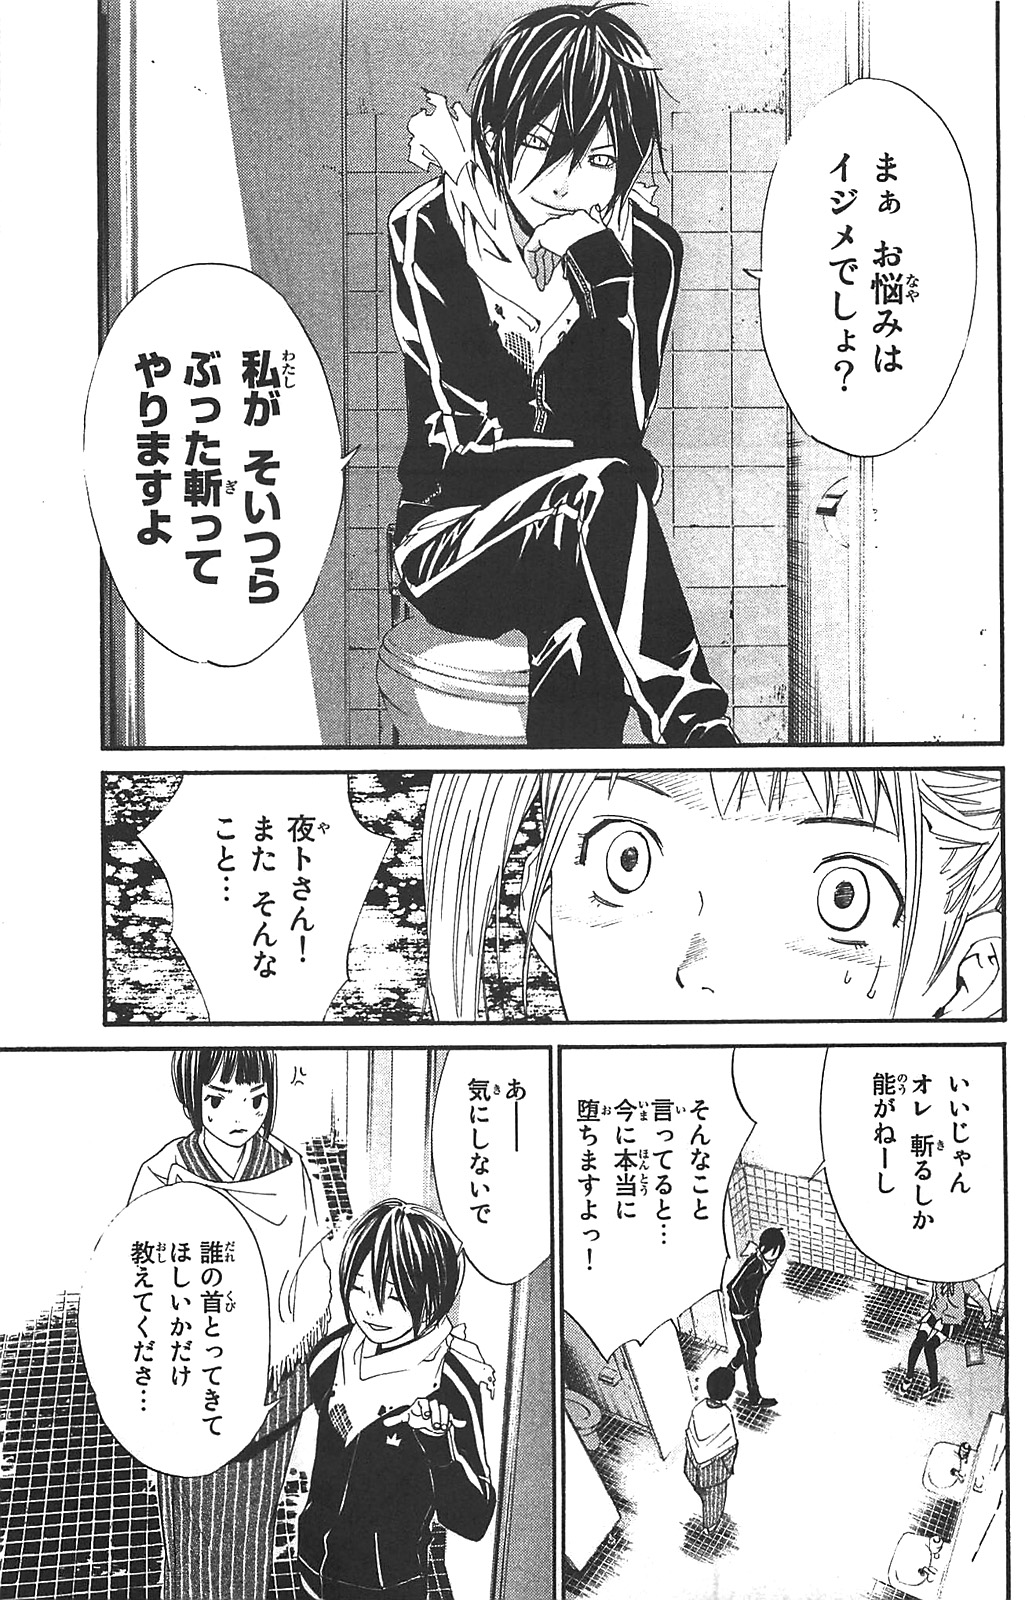 まぁ お悩みは
イジメでしょ?
私が そいつら
ぶった斬って
やりますよ
夜トさん!
また そんな
こと…
いいじゃん
オレ 斬るしか
能がねーし
そんなこと
言ってると…
今に本当に
堕ちますよっ!
あー
気にしないで
誰の首とってきて
ほしいかだけ
教えてくださ…